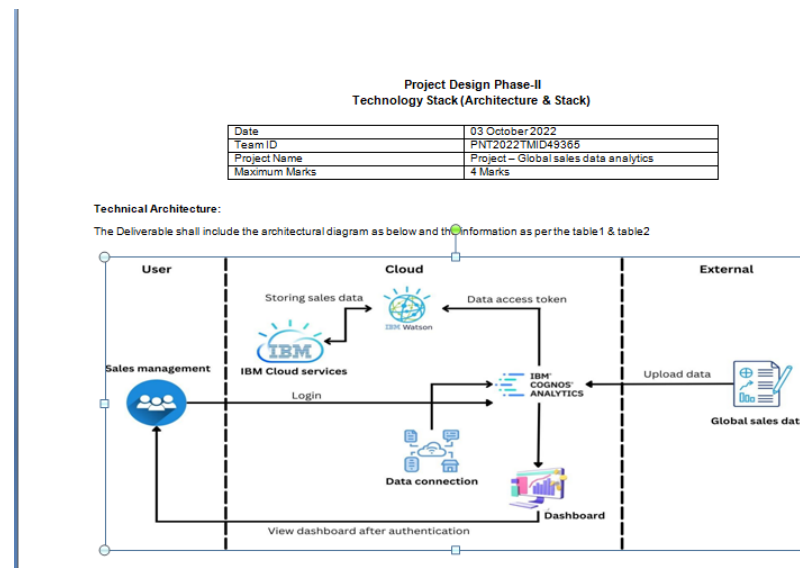 Project Design Phase-II
Technology Stack (Architecture & Stack)
Date 03 October 2022
Team ID PNT2022TMID49365
Project Name Project – Global sales data analytics
Maximum Marks 4 Marks
Technical Architecture:
The Deliverable shall include the architectural diagram as below and the information as per the table1 & table2
User Cloud External
Storing sales data
Data access token
IBM Watson
IBM
IBM Cloud services
Sales management
Login
IBM
COGNOS
ANALYTICS
Upload data
Global sales dat
Data connection
Dashboard
View dashboard after authentication